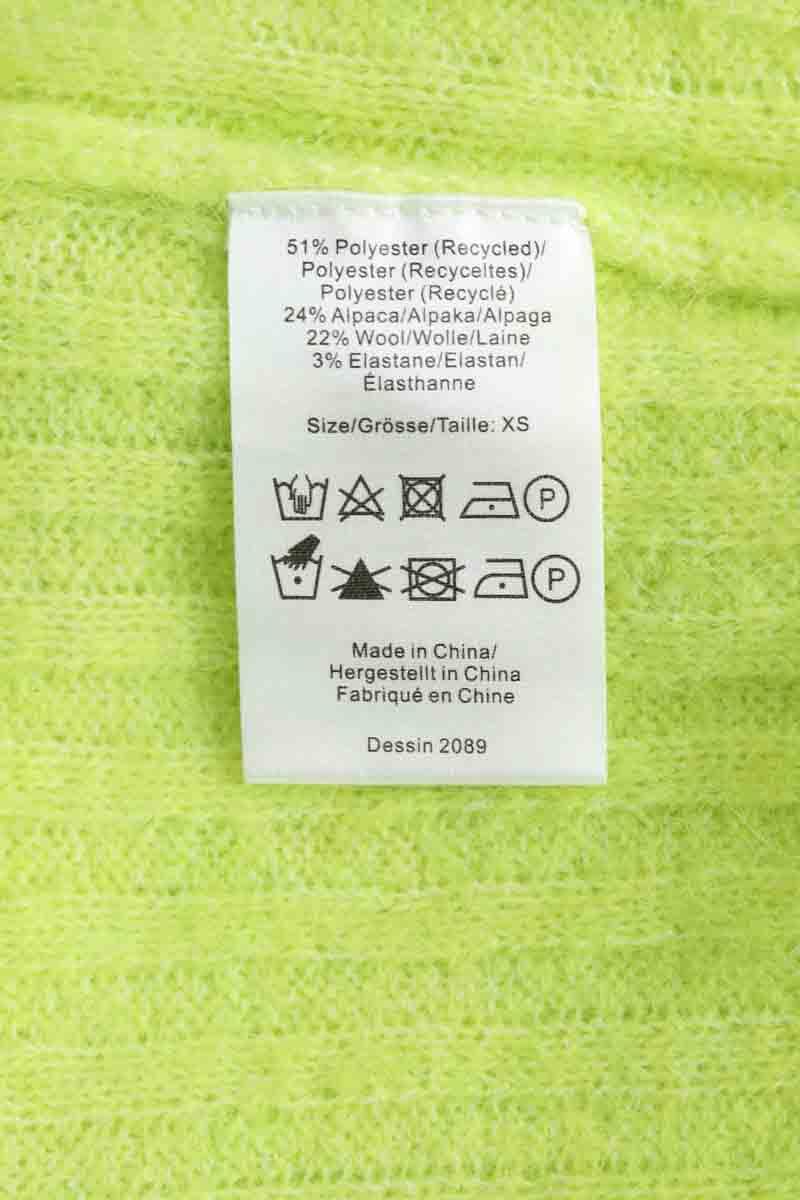 51% Polyester (Recycled)/
Polyester (Recyceltes)/
Polyester (Recyclé)
24% Alpaca/Alpaka/Alpaga
22% Wool/Wolle/Laine
3% Elastane/Elastan/
Élasthanne
Size/Grösse/Taille: XS
P
P
Made in China/
Hergestellt in China
Fabriqué en Chine
Dessin 2089